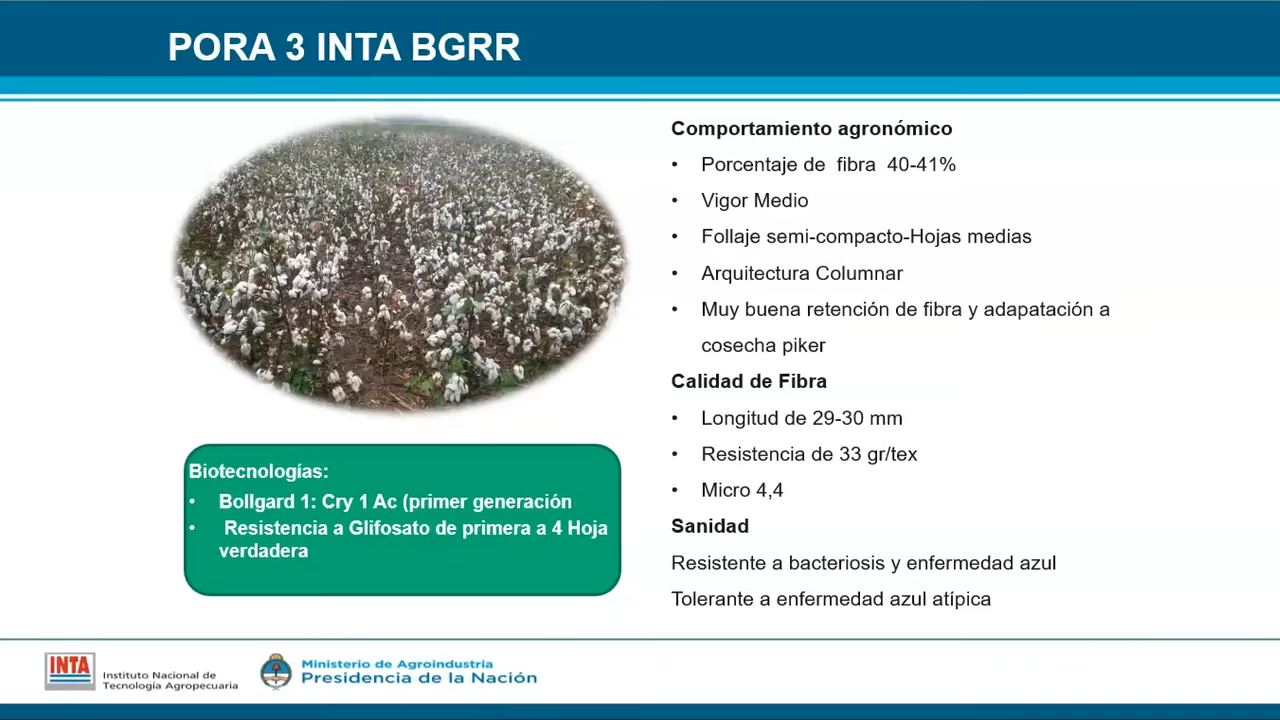 PORA 3 INTA BGRR
Comportamiento agronómico
• Porcentaje de fibra 40-41%
• Vigor Medio
• Follaje semi-compacto-Hojas medias
• Arquitectura Columnar
• Muy buena retención de fibra y adapatación a
cosecha piker
Calidad de Fibra
• Longitud de 29-30 mm
• Resistencia de 33 gr/tex
• Micro 4,4
Sanidad
Resistente a bacteriosis y enfermedad azul
Tolerante a enfermedad azul atípica
Biotecnologías:
• Bollgard 1: Cry 1 Ac (primer generación
• Resistencia a Glifosato de primera a 4 Hoja
verdadera
INTA
Instituto Nacional de
Tecnología Agropecuaria
Ministerio de Agroindustria
Presidencia de la Nación